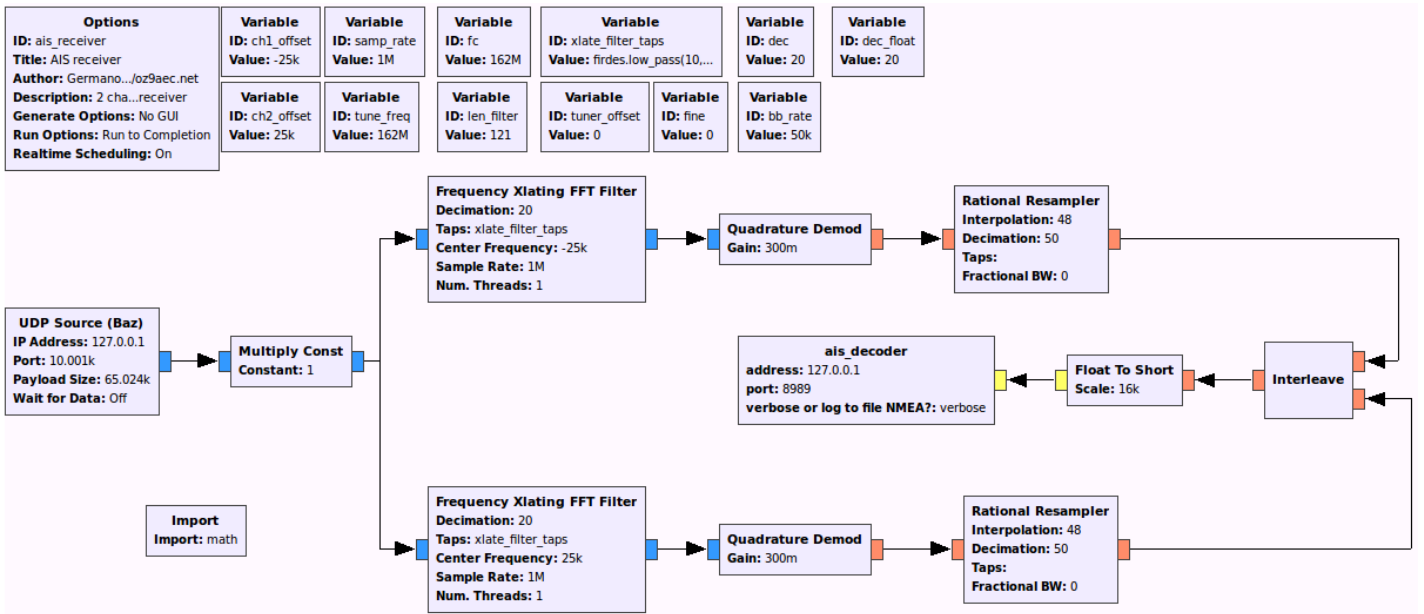 Options
ID: ais_receiver
Title: AIS receiver
Author: Germano.../oz9aec.net
Description: 2 cha...receiver
Generate Options: No GUI
Run Options: Run to Completion
Realtime Scheduling: On
Variable
ID: ch1_offset
Value: -25k
Variable
ID: samp_rate
Value: 1M
Variable
ID: fc
Value: 162M
Variable
ID: xlate_filter_taps
Value: firdes.low_pass(10,...
Variable
ID: dec
Value: 20
Variable
ID: dec_float
Value: 20
Variable
ID: ch2_offset
Value: 25k
Variable
ID: tune_freq
Value: 162M
Variable
ID: len_filter
Value: 121
Variable
ID: tuner_offset
Value: 0
Variable
ID: fine
Value: 0
Variable
ID: bb_rate
Value: 50k
Frequency Xlating FFT Filter
Decimation: 20
Taps: xlate_filter_taps
Center Frequency: -25k
Sample Rate: 1M
Num. Threads: 1
Quadrature Demod
Gain: 300m
Rational Resampler
Interpolation: 48
Decimation: 50
Taps:
Fractional BW: 0
UDP Source (Baz)
IP Address: 127.0.0.1
Port: 10.001k
Payload Size: 65.024k
Wait for Data: Off
Multiply Const
Constant: 1
ais_decoder
address: 127.0.0.1
port: 8989
verbose or log to file NMEA?: verbose
Float To Short
Scale: 16k
Interleave
Import
Import: math
Frequency Xlating FFT Filter
Decimation: 20
Taps: xlate_filter_taps
Center Frequency: 25k
Sample Rate: 1M
Num. Threads: 1
Quadrature Demod
Gain: 300m
Rational Resampler
Interpolation: 48
Decimation: 50
Taps:
Fractional BW: 0